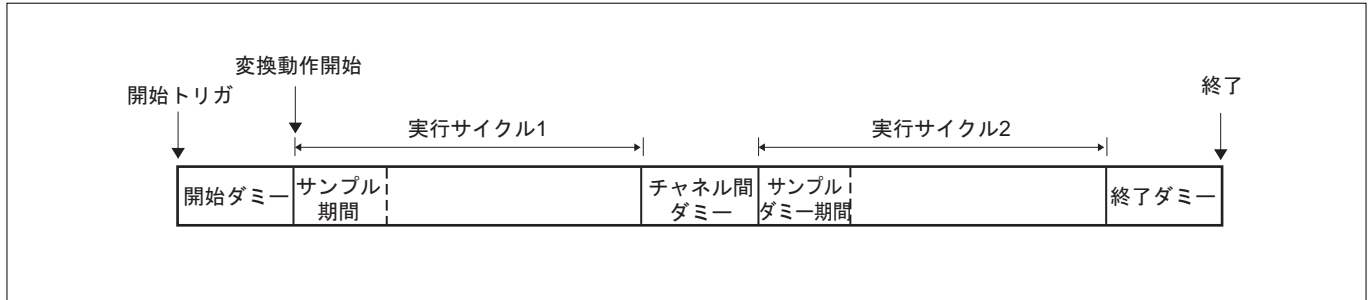 変換動作開始
開始トリガ
終了
実行サイクル1
実行サイクル2
開始ダミー
サンプル
期間
チャネル間
ダミー
サンプル
ダミー期間
終了ダミー